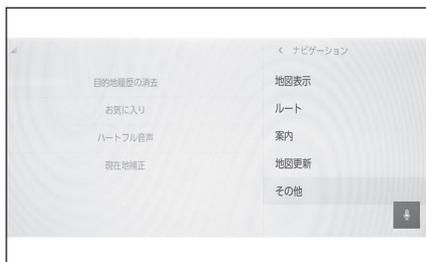 目的地履歴の消去
お気に入り
ハートフル音声
現在地補正
< ナビゲーション
地図表示
ルート
案内
地図更新
その他